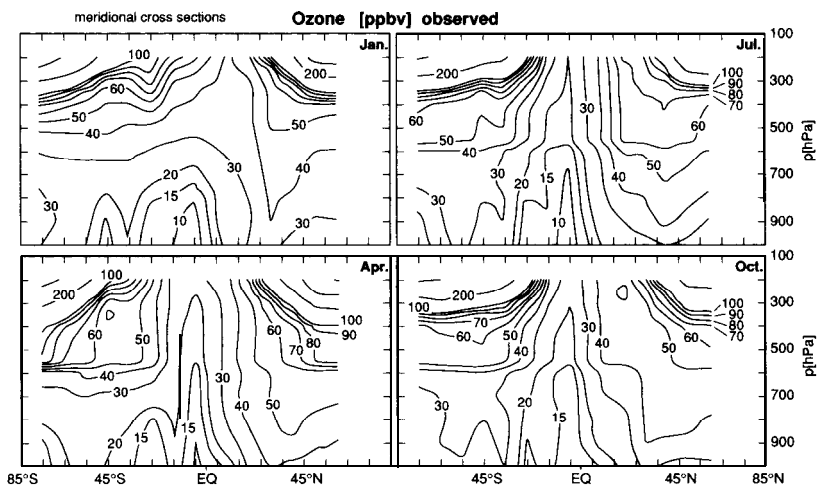 meridional cross sections Ozone [ppbv] observed
Jan. Jul.
100 200 60 50 40 30 20 15 10 30 30 40 50 30
200 60 50 40 30 20 15 10 30 40 50 60 100 90 80 70
100 300 500 700 900 p[hPa]
Apr. Oct.
100 200 60 50 40 30 20 15 15 30 40 50 60 70 80 90 100
200 100 70 60 50 40 30 20 15 30 40 50 60 100 90 80 70
100 300 500 700 900 p[hPa]
85°S 45°S EQ 45°N 45°S EQ 45°N 85°N